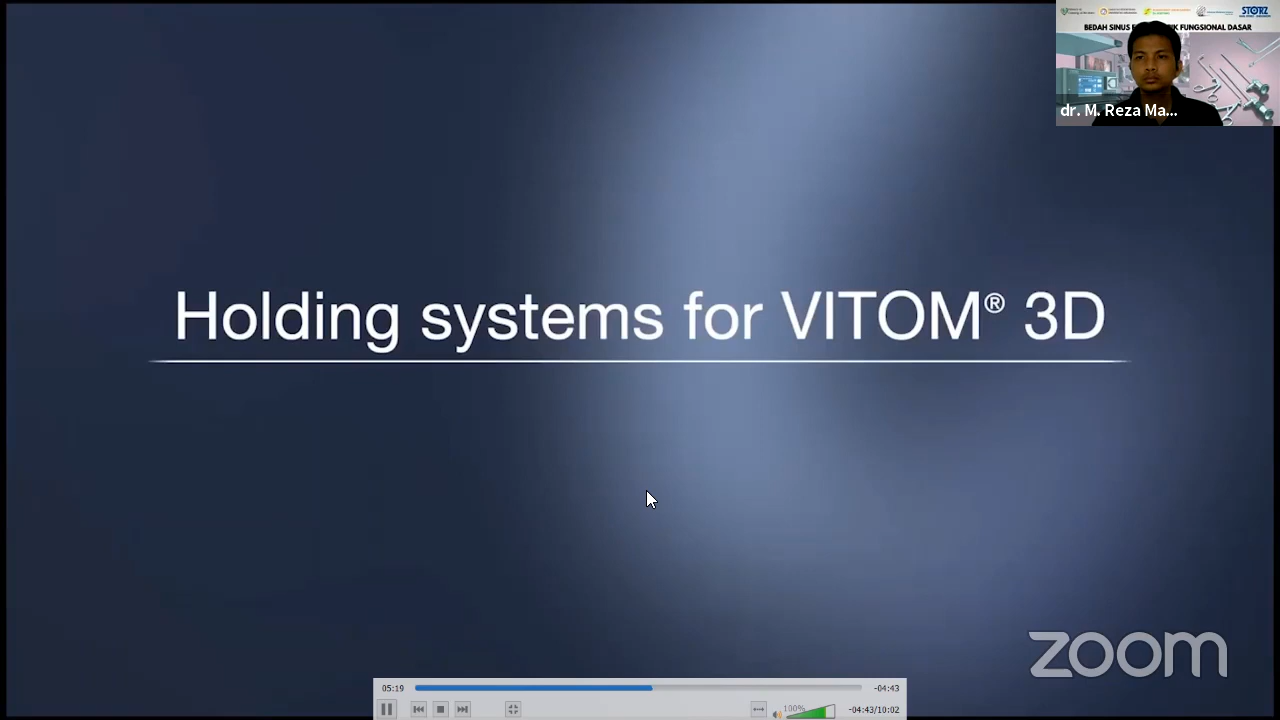 STORZ
BEDAH SINUS
FUNGSIONAL DASAR
dr. M. Reza Ma...
Holding systems for VITOM® 3D
zoom
05:19
-04:43
100%
-04:43/10:02